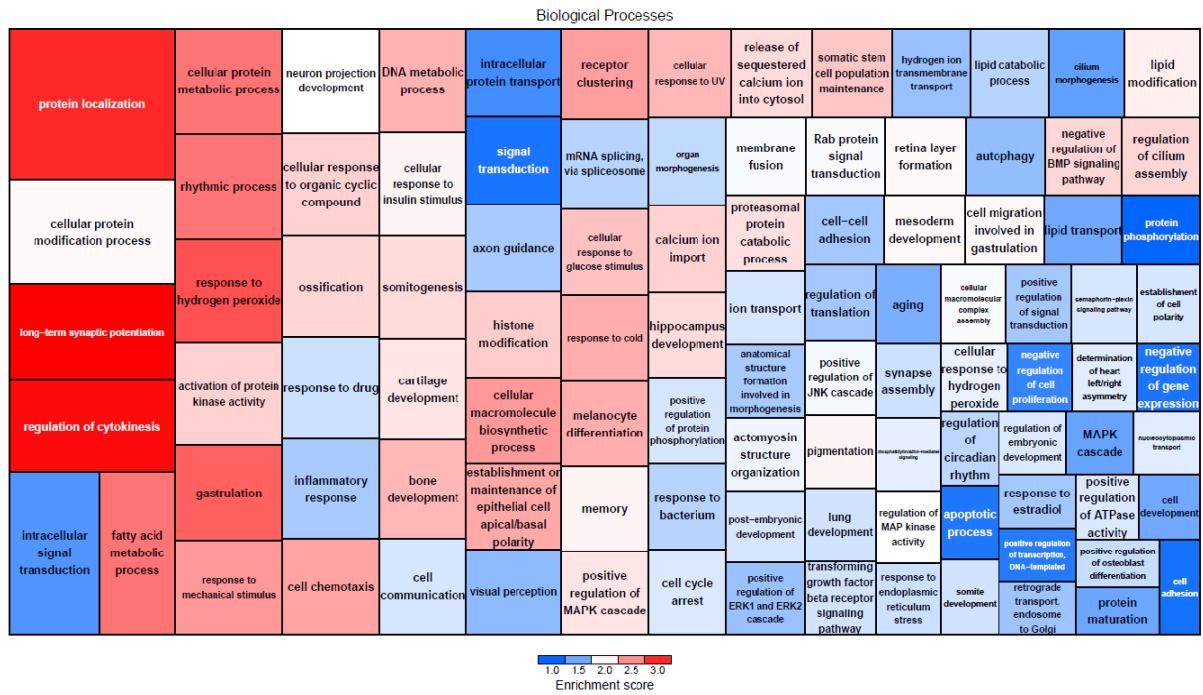 Biological Processes
protein localization
cellular protein
modification process
long-term synaptic potentiation
regulation of cytokinesis
intracellular
signal
transduction
fatty acid
metabolic
process
cellular protein
metabolic process
rhythmic process
response to
hydrogen peroxide
activation of protein
kinase activity
gastrulation
response to
mechanical stimulus
neuron projection
development
cellular response
to organic cyclic
compound
ossification
response to drug
inflammatory
response
cell chemotaxis
DNA metabolic
process
cellular
response to
insulin stimulus
somitogenesis
cartilage
development
bone
development
cell
communication
intracellular
protein transport
signal
transduction
axon guidance
histone
modification
cellular
macromolecule
biosynthetic
process
establishment or
maintenance of
epithelial cell
apical/basal
polarity
visual perception
receptor
clustering
mRNA splicing,
via spliceosome
cellular
response to
glucose stimulus
response to cold
melanocyte
differentiation
memory
positive
regulation of
MAPK cascade
cellular
response to UV
organ
morphogenesis
calcium ion
import
hippocampus
development
positive
regulation
of protein
phosphorylation
response to
bacterium
cell cycle
arrest
release of
sequestered
calcium ion
into cytosol
somatic stem
cell population
maintenance
hydrogen ion
transmembrane
transport
lipid catabolic
process
cilium
morphogenesis
lipid
modification
membrane
fusion
Rab protein
signal
transduction
retina layer
formation
autophagy
negative
regulation of
BMP signaling
pathway
regulation
of cilium
assembly
proteasomal
protein
catabolic
process
cell-cell
adhesion
mesoderm
development
cell migration
involved in
gastrulation
lipid transport
protein
phosphorylation
ion transport
regulation of
translation
aging
cellular
macromolecular
complex
assembly
positive
regulation
of signal
transduction
semaphorin-plexin
signaling pathway
establishment
of cell
polarity
anatomical
structure
formation
involved in
morphogenesis
positive
regulation of
JNK cascade
synapse
assembly
cellular
response to
hydrogen
peroxide
negative
regulation
of cell
proliferation
determination
of heart
left/right
asymmetry
negative
regulation
of gene
expression
actomyosin
structure
organization
pigmentation
phosphatidylinositol-mediated
signaling
regulation
of
circadian
rhythm
regulation of
embryonic
development
MAPK
cascade
nucleocytoplasmic
transport
post-embryonic
development
lung
development
regulation of
MAP kinase
activity
apoptotic
process
response to
estradiol
positive
regulation
of ATPase
activity
cell
development
positive
regulation of
ERK1 and ERK2
cascade
transforming
growth factor
beta receptor
signaling
pathway
response to
endoplasmic
reticulum
stress
somite
development
positive regulation
of transcription,
DNA-templated
retrograde
transport,
endosome
to Golgi
positive regulation
of osteoblast
differentiation
protein
maturation
cell
adhesion
1.0 1.5 2.0 2.5 3.0
Enrichment score